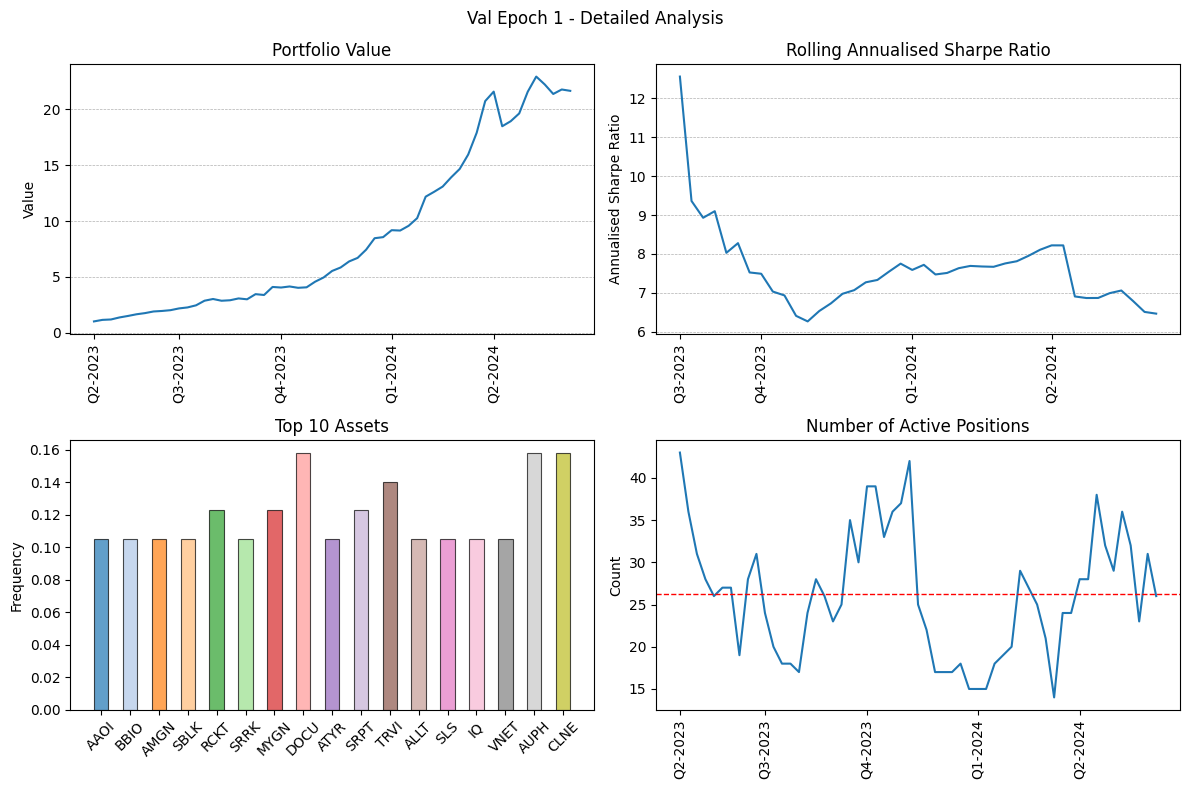 Val Epoch 1 - Detailed Analysis
Portfolio Value
Value
20
15
10
5
0
Q2-2023
Q3-2023
Q4-2023
Q1-2024
Q2-2024
Rolling Annualised Sharpe Ratio
Annualised Sharpe Ratio
12
11
10
9
8
7
6
Q3-2023
Q4-2023
Q1-2024
Q2-2024
Top 10 Assets
Frequency
0.16
0.14
0.12
0.10
0.08
0.06
0.04
0.02
0.00
AAOI
BBIO
AMGN
SBLK
RCKT
SRRK
MYGN
DOCU
ATYR
SRPT
TRVI
ALLT
SLS
IQ
VNET
AUPH
CLNE
Number of Active Positions
Count
40
35
30
25
20
15
Q2-2023
Q3-2023
Q4-2023
Q1-2024
Q2-2024